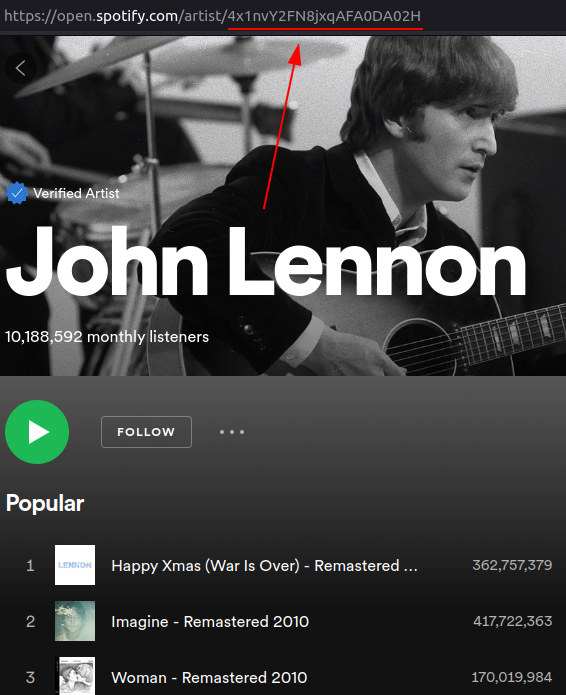 https://open.spotify.com/artist/4x1nvY2FN8jxqAFA0DA02H
Verified Artist
John Lennon
10,188,592 monthly listeners
FOLLOW
Popular
1 LENNON Happy Xmas (War Is Over) - Remastered ... 362,757,379
2 Imagine - Remastered 2010 417,722,363
3 Woman - Remastered 2010 170,019,984